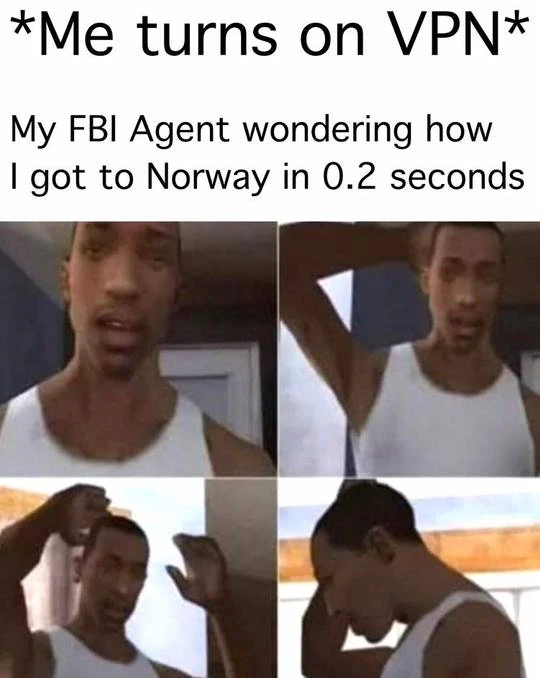 *Me turns on VPN*
My FBI Agent wondering how
I got to Norway in 0.2 seconds